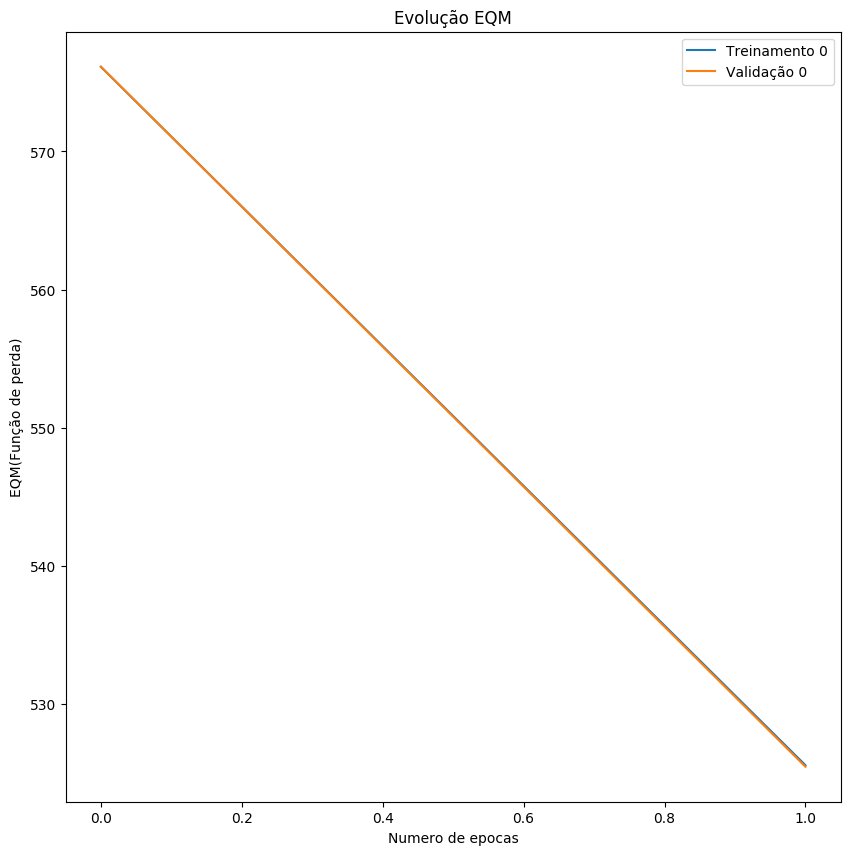 Evolução EQM
Treinamento 0
Validação 0
EQM(Função de perda)
570
560
550
540
530
0.0
0.2
0.4
0.6
0.8
1.0
Numero de epocas